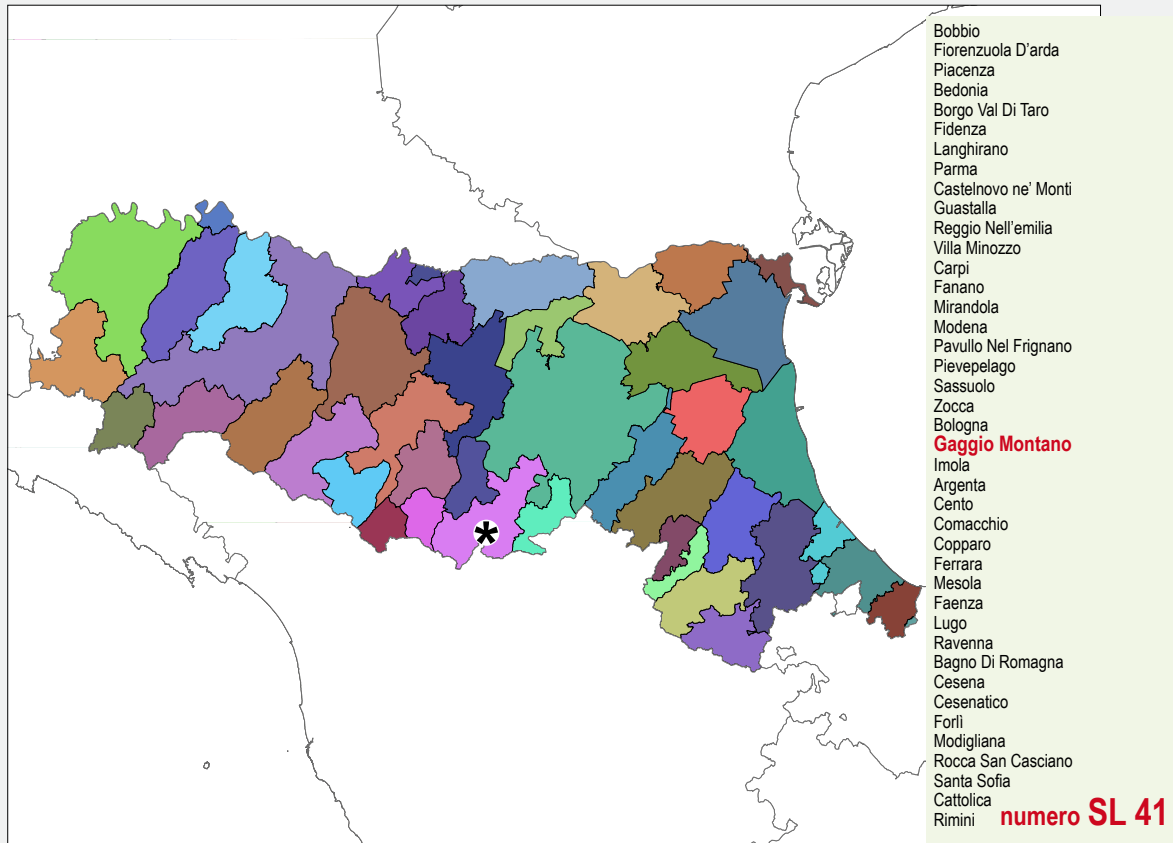 Bobbio
Fiorenzuola D'arda
Piacenza
Bedonia
Borgo Val Di Taro
Fidenza
Langhirano
Parma
Castelnovo ne' Monti
Guastalla
Reggio Nell'emilia
Villa Minozzo
Carpi
Fanano
Mirandola
Modena
Pavullo Nel Frignano
Pievepelago
Sassuolo
Zocca
Bologna
Gaggio Montano
Imola
Argenta
Cento
Comacchio
Copparo
Ferrara
Mesola
Faenza
Lugo
Ravenna
Bagno Di Romagna
Cesena
Cesenatico
Forlì
Modigliana
Rocca San Casciano
Santa Sofia
Cattolica
Rimini
numero SL 41
*